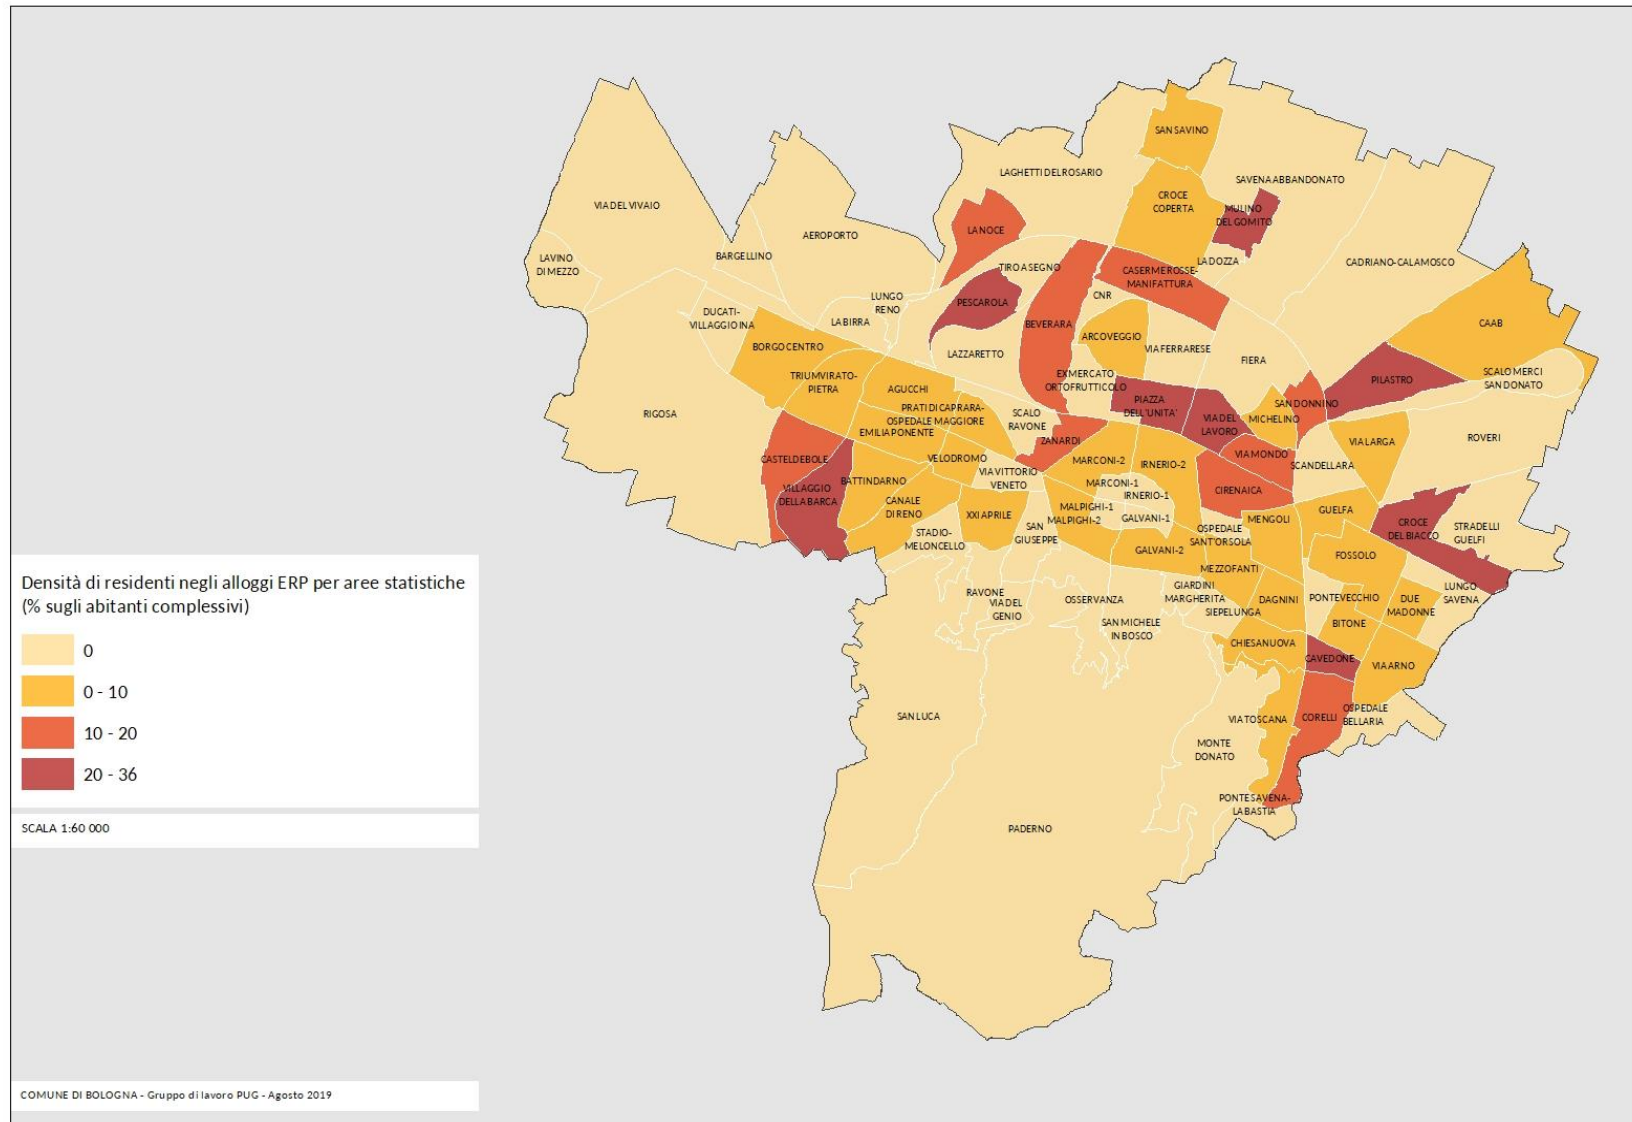 SAN SAVINO
LAGHETTI DEL ROSARIO
SAVENA ABBANDONATO
CROCE
COPERTA
VIA DEL VIVAIO
MULINO
DEL GOMITO
LA NOCE
AEROPORTO
BARGELLINO
LAVINO
DI MEZZO
TIRO A SEGNO
LA DOZZA
CADRIANO-CALAMOSCO
CASERME ROSSE-
MANIFATTURA
CNR
LUNGO
RENO
PESCAROLA
DUCATI-
VILLAGGIO INA
LA BIRRA
BEVERARA
CAAB
ARCOVEGGIO
BORGO CENTRO
LAZZARETTO
VIA FERRARESE
FIERA
TRIUMVIRATO-
PIETRA
EX MERCATO
ORTOFRUTTICOLO
SCALO MERCI
SAN DONATO
PILASTRO
AGUCCHI
PIAZZA
DELL'UNITA'
SAN DONNINO
RIGOSA
PRATI DI CAPRARA-
OSPEDALE MAGGIORE
SCALO
RAVONE
VIA DEL
LAVORO
MICHELINO
EMILIA PONENTE
ZANARDI
VIA LARGA
ROVERI
CASTELDEBOLE
VELODROMO
MARCONI-2
IRNERIO-2
VIA MONDO
SCANDELLARA
VIA VITTORIO
VENETO
BATTINDARNO
VILLAGGIO
DELLA BARCA
MARCONI-1
IRNERIO-1
CIRENAICA
CANALE
DI RENO
XXI APRILE
MALPIGHI-1
MALPIGHI-2
GALVANI-1
MENGOLI
GUELFA
SAN
GIUSEPPE
OSPEDALE
SANT'ORSOLA
CROCE
DEL BIACCO
STRADELLI
GUELFI
STADIO-
MELONCELLO
GALVANI-2
FOSSOLO
MEZZOFANTI
GIARDINI
MARGHERITA
LUNGO
SAVENA
RAVONE
VIA DEL
GENIO
OSSERVANZA
DAGNINI
PONTEVECCHIO
DUE
MADONNE
SIEPELUNGA
SAN MICHELE
IN BOSCO
BITONE
CHIESANUOVA
CAVEDONE
VIA ARNO
SAN LUCA
VIA TOSCANA
CORELLI
OSPEDALE
BELLARIA
MONTE
DONATO
PONTE SAVENA-
LA BASTIA
PADERNO
Densità di residenti negli alloggi ERP per aree statistiche
(% sugli abitanti complessivi)
0
0 - 10
10 - 20
20 - 36
SCALA 1:60 000
COMUNE DI BOLOGNA - Gruppo di lavoro PUG - Agosto 2019